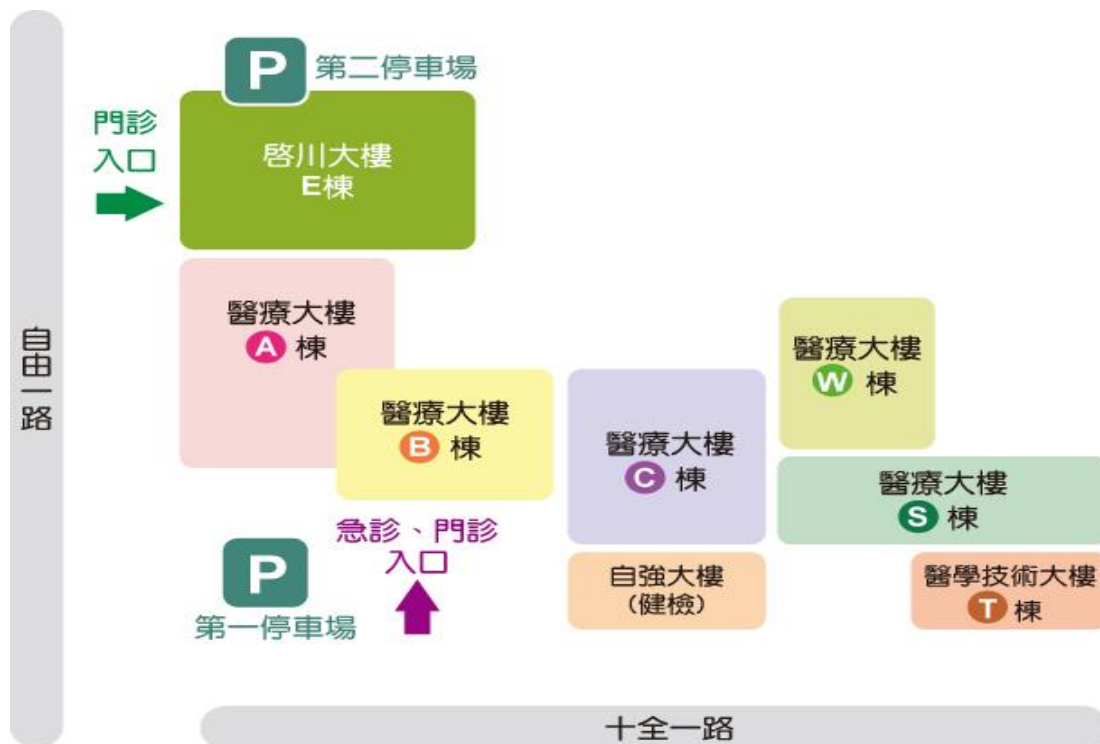 P 第二停車場
門診
入口
啓川大樓
E棟
醫療大樓
A 棟
自由一路
醫療大樓
W 棟
醫療大樓
B 棟
醫療大樓
C 棟
醫療大樓
S 棟
急診、門診
入口
P
第一停車場
自強大樓
(健檢)
醫學技術大樓
T 棟
十全一路